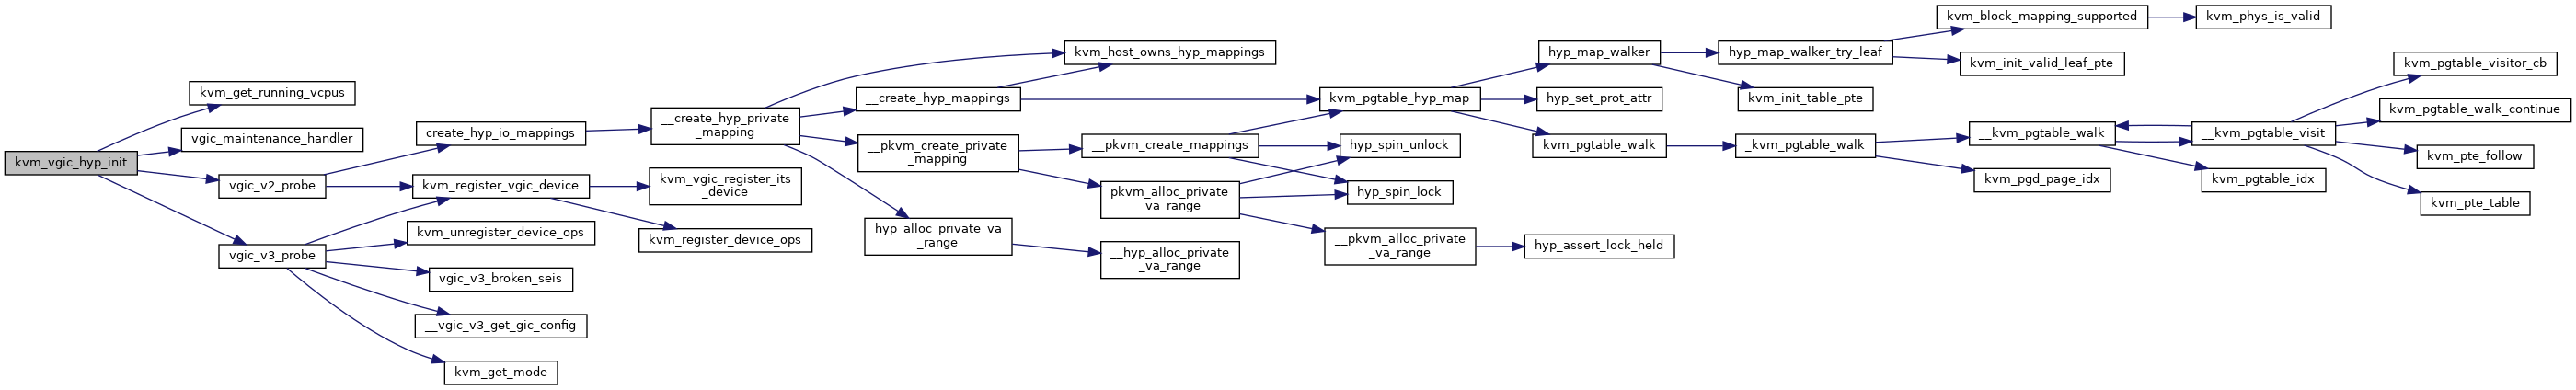 kvm_vgic_hyp_init
kvm_get_running_vcpus
vgic_maintenance_handler
vgic_v2_probe
vgic_v3_probe
create_hyp_io_mappings
kvm_register_vgic_device
kvm_unregister_device_ops
vgic_v3_broken_seis
__vgic_v3_get_gic_config
kvm_get_mode
__create_hyp_private
_mapping
kvm_vgic_register_its
_device
kvm_register_device_ops
kvm_host_owns_hyp_mappings
__create_hyp_mappings
__pkvm_create_private
_mapping
hyp_alloc_private_va
_range
__pkvm_create_mappings
pkvm_alloc_private
_va_range
__hyp_alloc_private
_va_range
kvm_pgtable_hyp_map
hyp_spin_unlock
hyp_spin_lock
__pkvm_alloc_private
_va_range
hyp_map_walker
hyp_set_prot_attr
kvm_pgtable_walk
hyp_assert_lock_held
hyp_map_walker_try_leaf
kvm_init_table_pte
_kvm_pgtable_walk
kvm_block_mapping_supported
kvm_init_valid_leaf_pte
__kvm_pgtable_walk
kvm_pgd_page_idx
kvm_phys_is_valid
__kvm_pgtable_visit
kvm_pgtable_idx
kvm_pgtable_visitor_cb
kvm_pgtable_walk_continue
kvm_pte_follow
kvm_pte_table